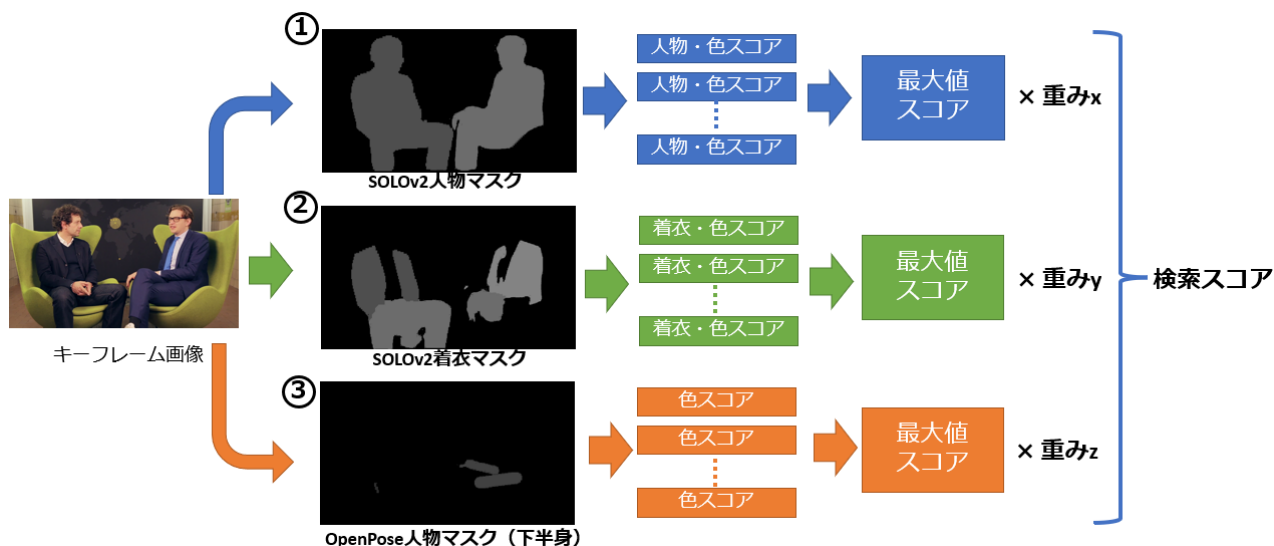 ①
SOLOv2人物マスク
人物・色スコア
人物・色スコア
人物・色スコア
最大値
スコア
× 重みx
②
SOLOv2着衣マスク
着衣・色スコア
着衣・色スコア
着衣・色スコア
最大値
スコア
× 重みy
検索スコア
キーフレーム画像
③
OpenPose人物マスク（下半身）
色スコア
色スコア
色スコア
最大値
スコア
× 重みz